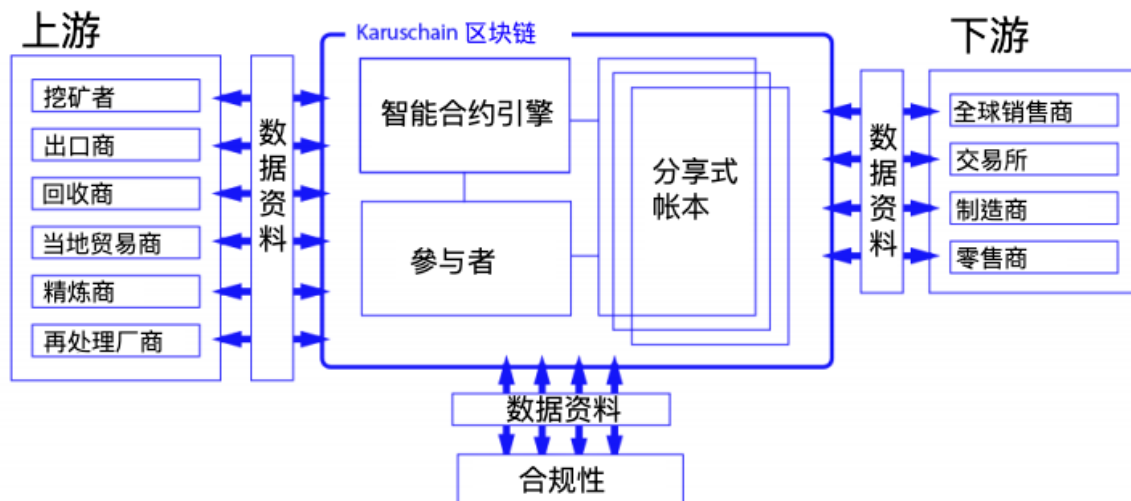 上游
挖矿者
出口商
回收商
当地贸易商
精炼商
再处理厂商
数据资料
Karuschain 区块链
智能合约引擎
參与者
分享式
帐本
数据资料
合规性
数据资料
下游
全球销售商
交易所
制造商
零售商